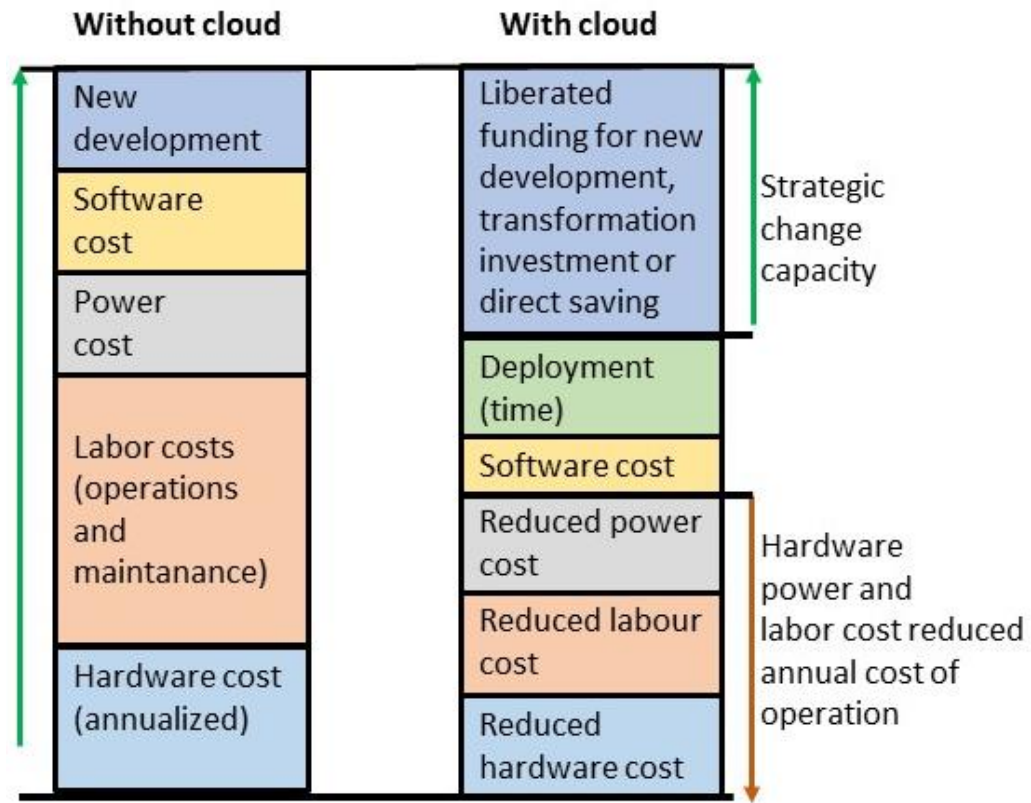 Without cloud
New
development
Software
cost
Power
cost
Labor costs
(operations
and
maintanance)
Hardware cost
(annualized)
With cloud
Liberated
funding for new
development,
transformation
investment or
direct saving
Deployment
(time)
Software cost
Reduced power
cost
Reduced labour
cost
Reduced
hardware cost
Strategic
change
capacity
Hardware
power and
labor cost reduced
annual cost of
operation